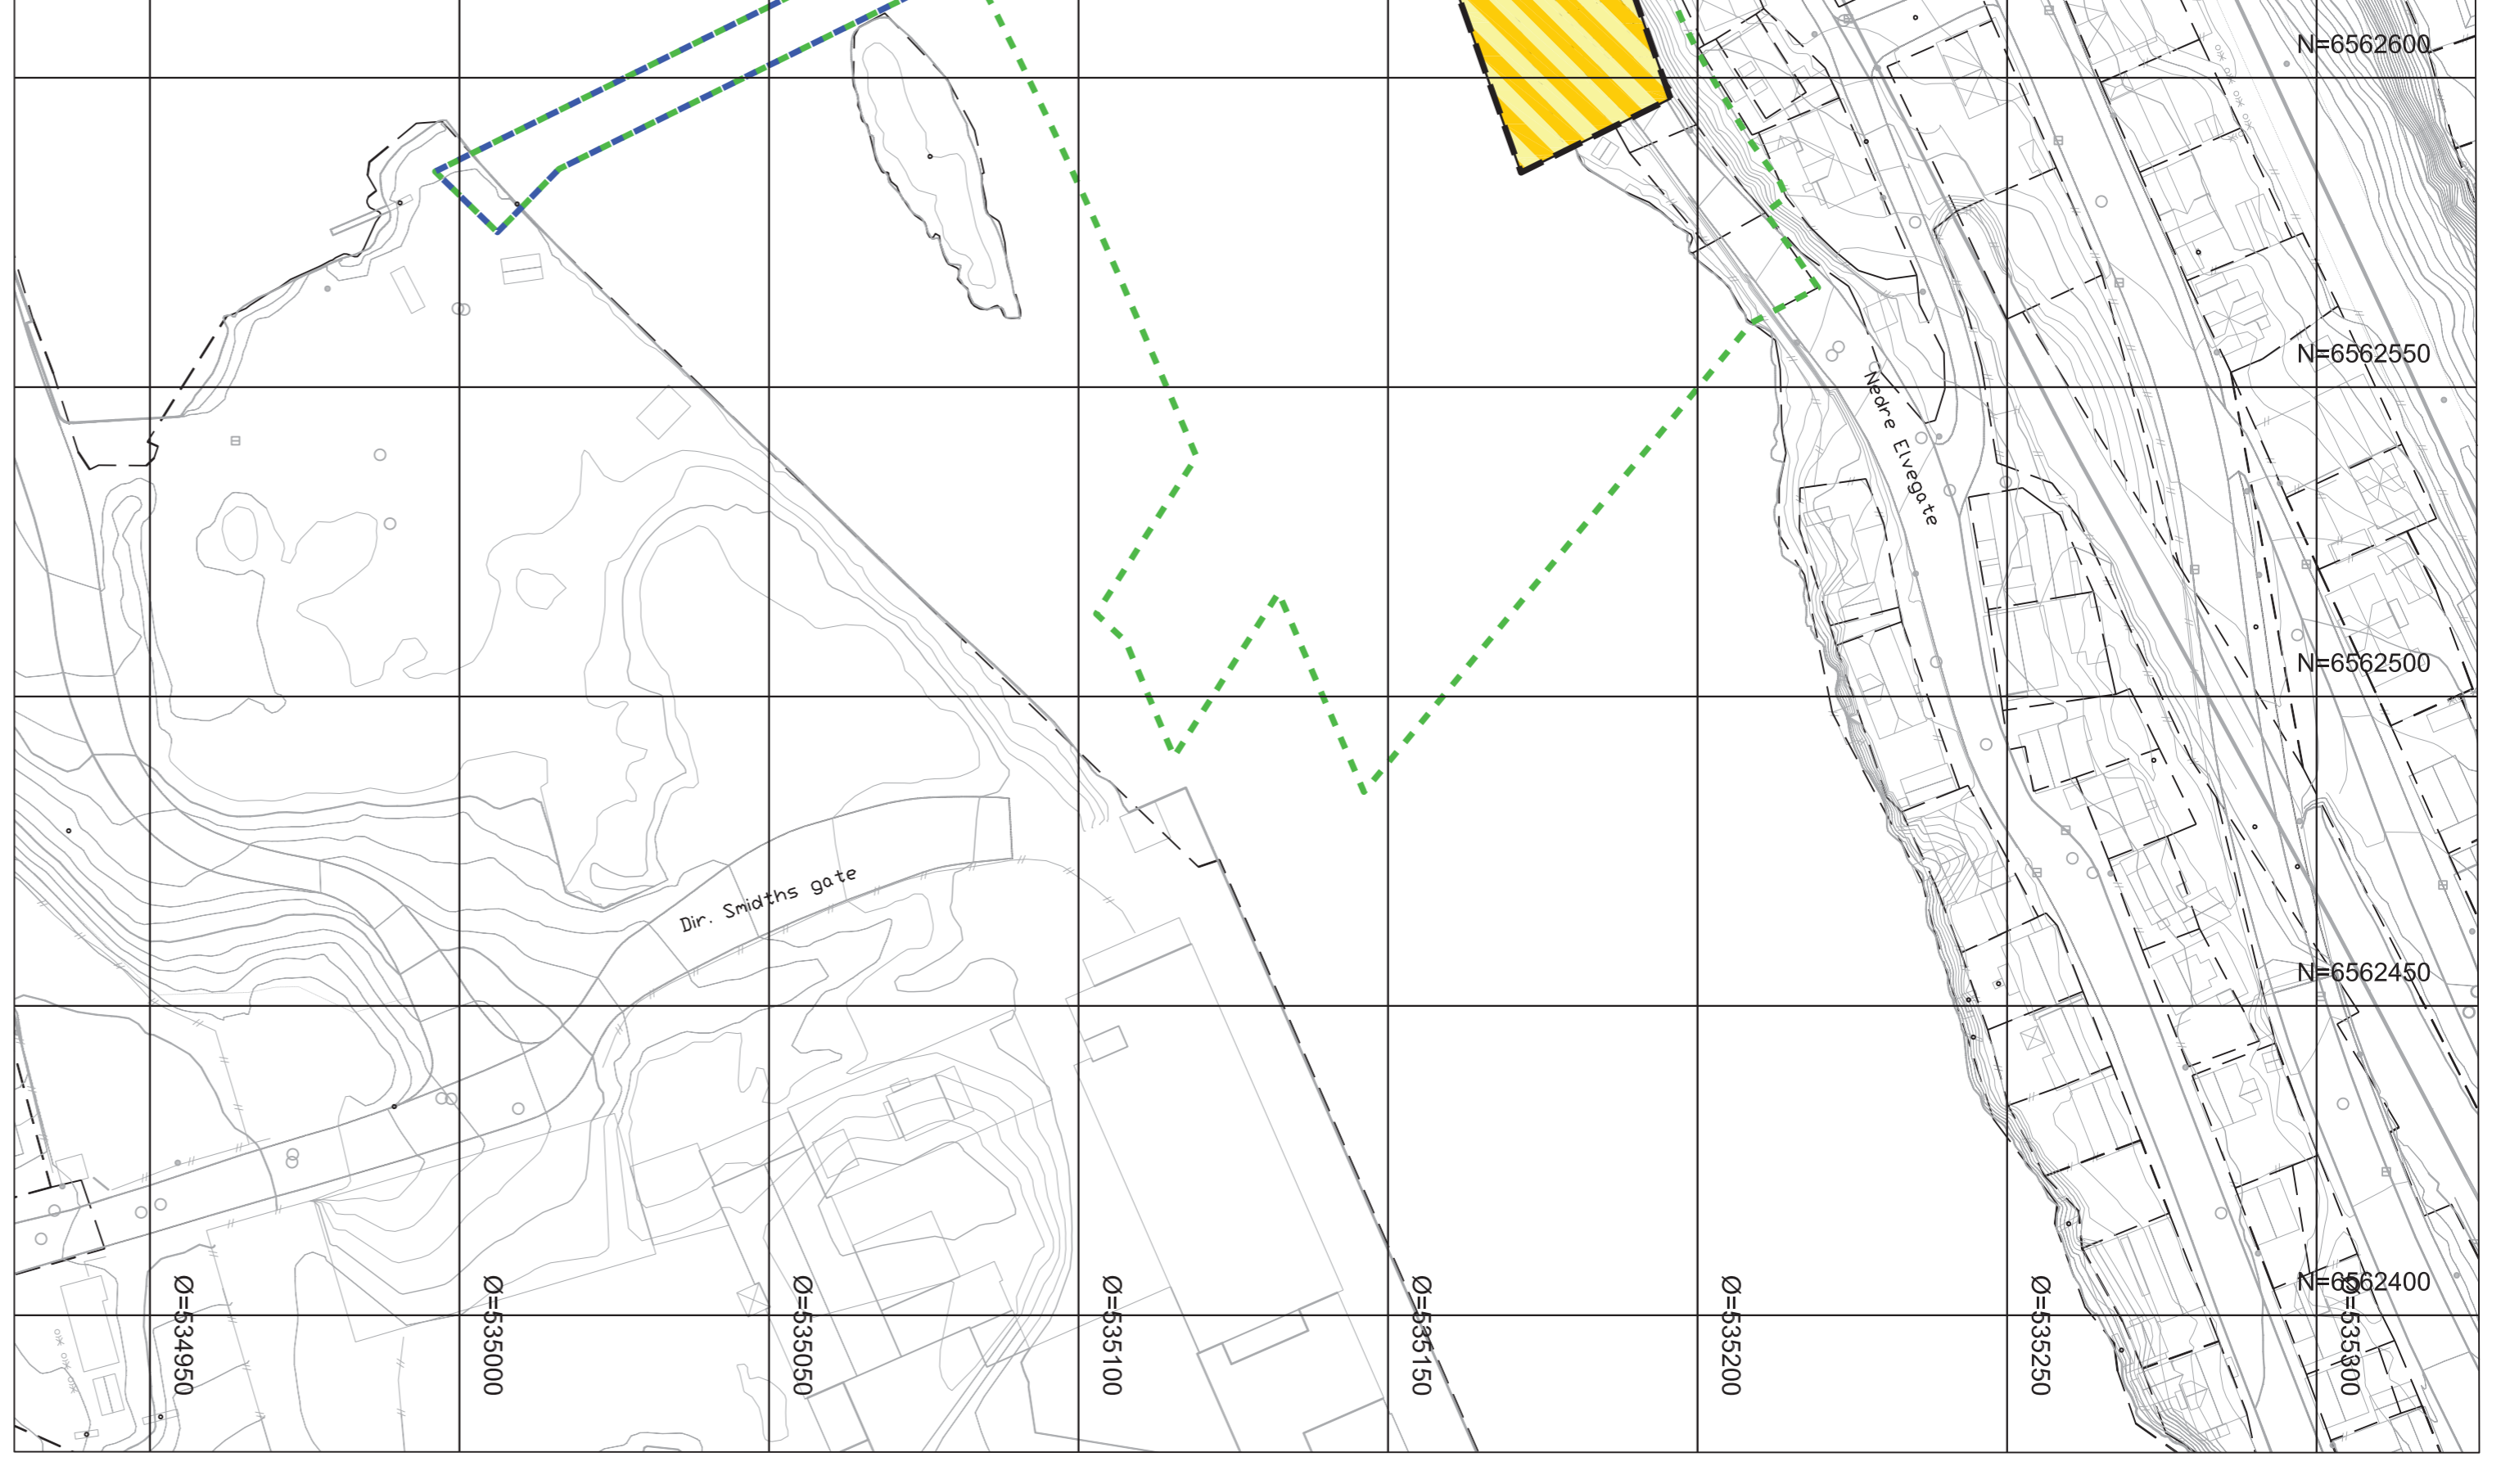 N=6562600
N=6562550
Nedre Elvegate
N=6562500
Dir. Smidths gate
N=6562450
N=6562400
Ø=534950
Ø=535000
Ø=535050
Ø=535100
Ø=535150
Ø=535200
Ø=535250
Ø=535300